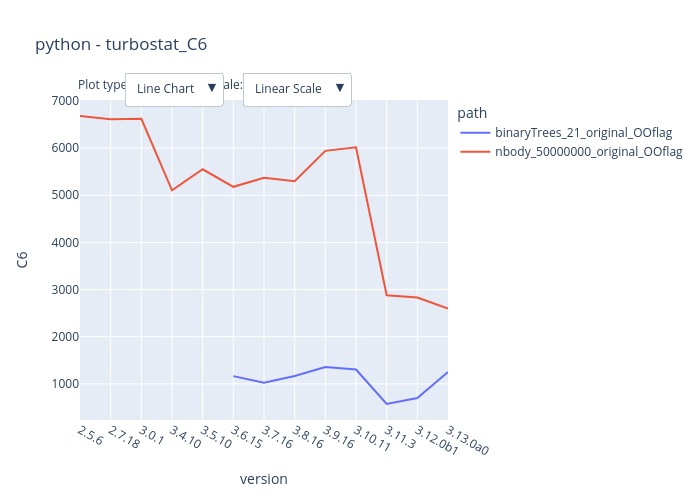 python - turbostat_C6
Plot type
Line Chart ▼
ale:
Linear Scale ▼
path
binaryTrees_21_original_OOflag
nbody_50000000_original_OOflag
C6
7000
6000
5000
4000
3000
2000
1000
2.5.6
2.7.18
3.0.1
3.4.10
3.5.10
3.6.15
3.7.16
3.8.16
3.9.16
3.10.11
3.11.3
3.12.0b1
3.13.0a0
version